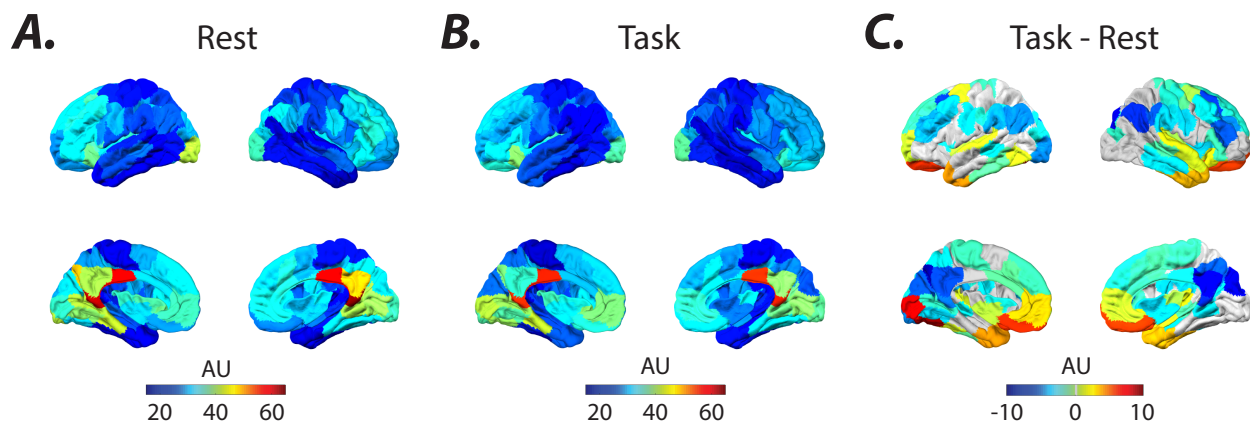 A. Rest
B. Task
C. Task - Rest
AU
20 40 60
AU
20 40 60
AU
-10 0 10